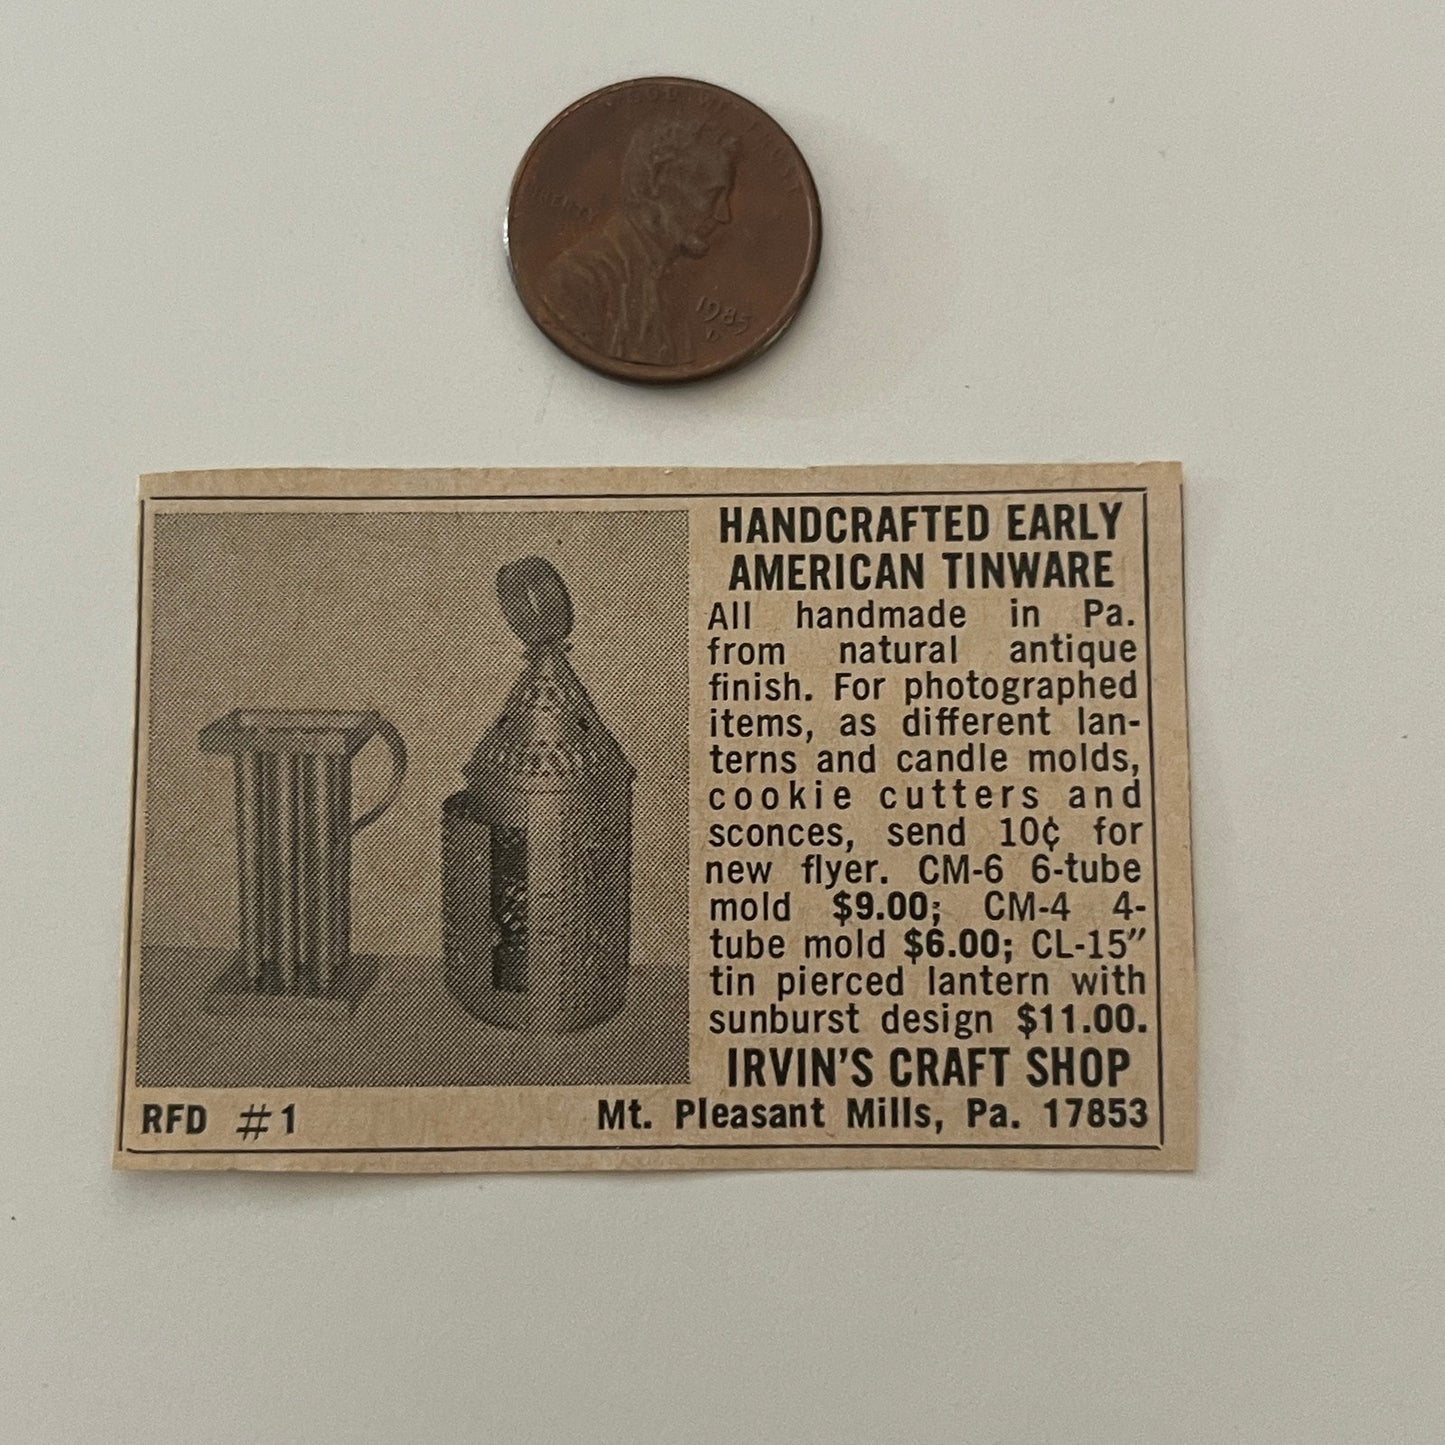 IN GOD WE TRUST
LIBERTY
1985
D
HANDCRAFTED EARLY
AMERICAN TINWARE
All handmade in Pa.
from natural antique
finish. For photographed
items, as different lan-
terns and candle molds,
cookie cutters and
sconces, send 10¢ for
new flyer. CM-6 6-tube
mold $9.00; CM-4 4-
tube mold $6.00; CL-15″
tin pierced lantern with
sunburst design $11.00.
IRVIN'S CRAFT SHOP
RFD #1 Mt. Pleasant Mills, Pa. 17853